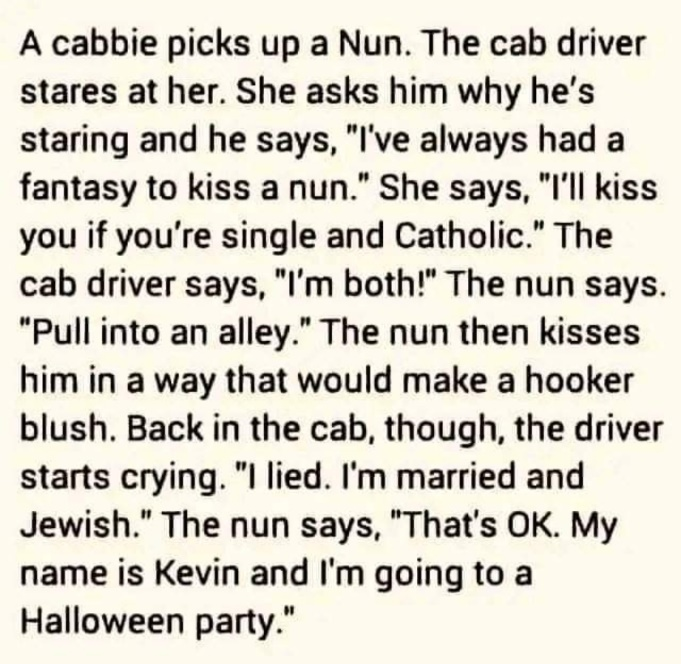 A cabbie picks up a Nun. The cab driver
stares at her. She asks him why he's
staring and he says, "I've always had a
fantasy to kiss a nun." She says, "I'll kiss
you if you're single and Catholic." The
cab driver says, "I'm both!" The nun says.
"Pull into an alley." The nun then kisses
him in a way that would make a hooker
blush. Back in the cab, though, the driver
starts crying. "I lied. I'm married and
Jewish." The nun says, "That's OK. My
name is Kevin and I'm going to a
Halloween party."